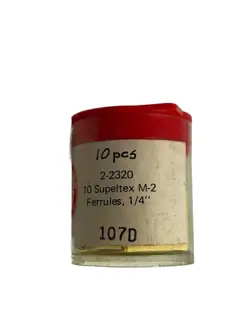 10 pcs
2-2320
10 Supeltex M-2
Ferrules, 1/4"
107D